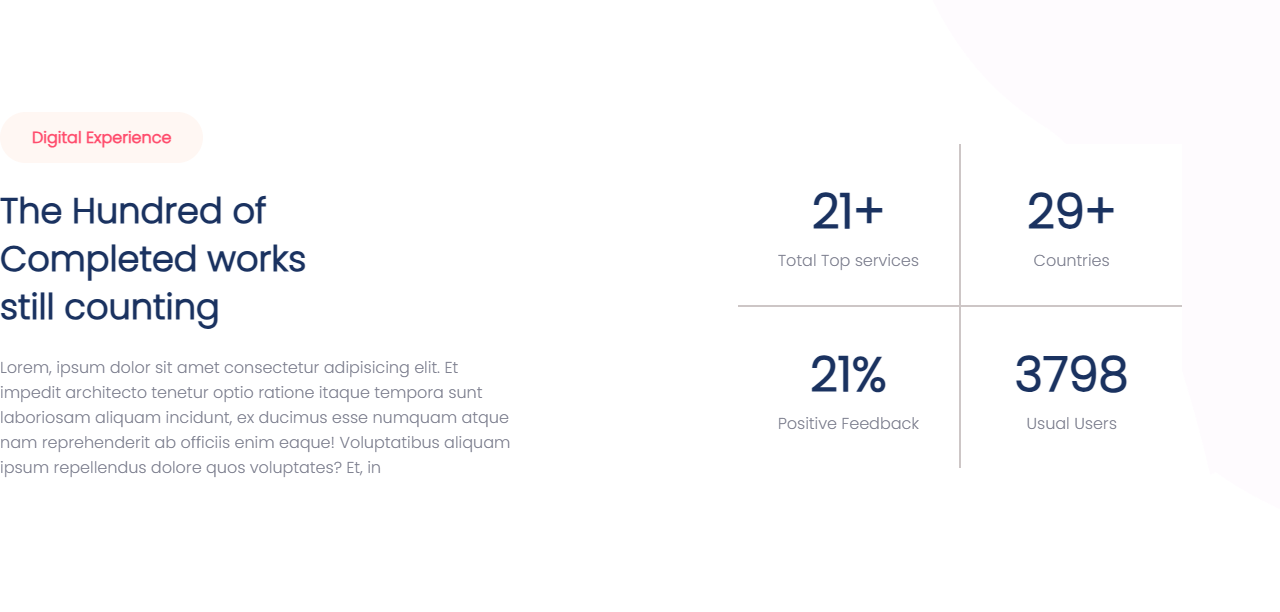 Digital Experience
The Hundred of
Completed works
still counting
Lorem, ipsum dolor sit amet consectetur adipisicing elit. Et
impedit architecto tenetur optio ratione itaque tempora sunt
laboriosam aliquam incidunt, ex ducimus esse numquam atque
nam reprehenderit ab officiis enim eaque! Voluptatibus aliquam
ipsum repellendus dolore quos voluptates? Et, in
21+
Total Top services
29+
Countries
21%
Positive Feedback
3798
Usual Users